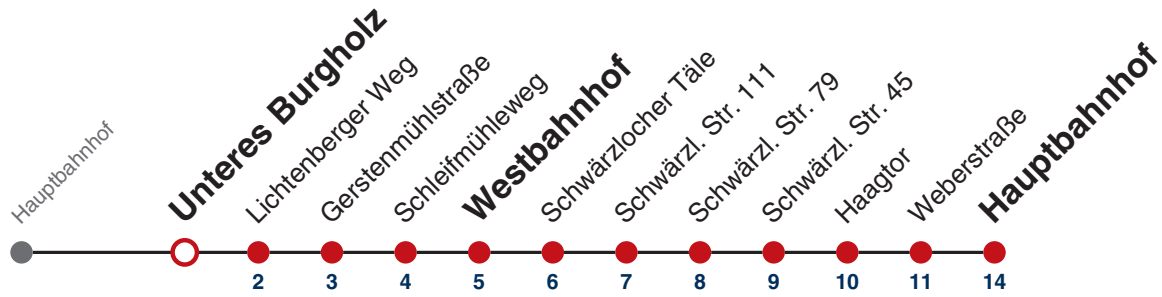 Hauptbahnhof
Unteres Burgholz
Lichtenberger Weg
Gerstenmühlstraße
Schleifmühleweg
Westbahnhof
Schwärzlocher Täle
Schwärzl. Str. 111
Schwärzl. Str. 79
Schwärzl. Str. 45
Haagtor
Weberstraße
Hauptbahnhof
2 3 4 5 6 7 8 9 10 11 14